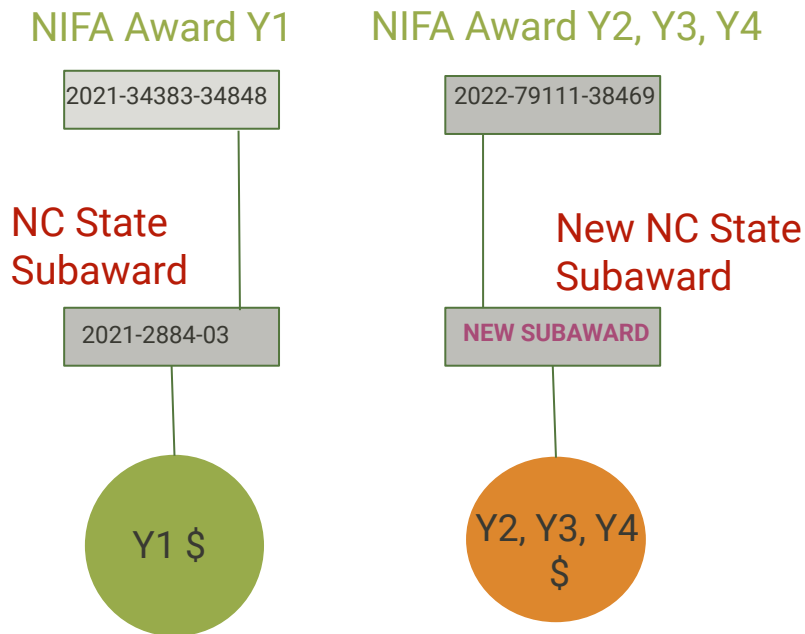 NIFA Award Y1
2021-34383-34848
NC State
Subaward
2021-2884-03
Y1 $
NIFA Award Y2, Y3, Y4
2022-79111-38469
New NC State
Subaward
NEW SUBAWARD
Y2, Y3, Y4
$